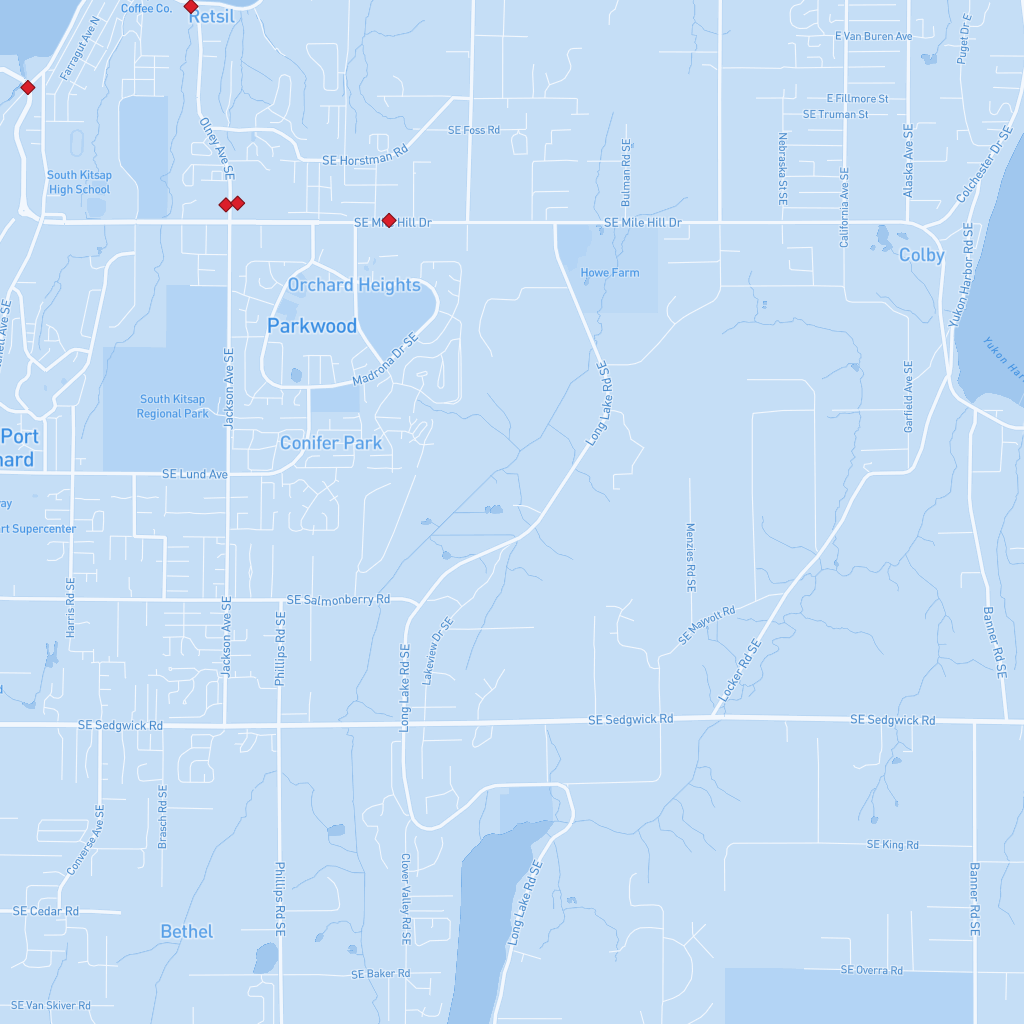 Coffee Co.
Retsil
Farragut Ave N
E Van Buren Ave
Puget Dr E
E Fillmore St
SE Truman St
Olney Ave SE
SE Foss Rd
SE Horstman Rd
Bulman Rd SE
Nebraska St SE
California Ave SE
Alaska Ave SE
Colchester Dr SE
South Kitsap
High School
SE Mile Hill Dr
SE Mile Hill Dr
Colby
Yukon Harbor Rd SE
Howe Farm
Orchard Heights
Parkwood
Madrona Dr SE
Long Lake Rd SE
Long Lake Rd SE
Garfield Ave SE
Jackson Ave SE
South Kitsap
Regional Park
Port
Conifer Park
SE Lund Ave
Menzies Rd SE
Harris Rd SE
SE Salmonberry Rd
Jackson Ave SE
Phillips Rd SE
Lakeview Dr SE
Long Lake Rd SE
SE Mayvolt Rd
Locker Rd SE
Banner Rd SE
SE Sedgwick Rd
SE Sedgwick Rd
SE Sedgwick Rd
Brasch Rd SE
Converse Ave SE
SE King Rd
Phillips Rd SE
Clover Valley Rd SE
Long Lake Rd SE
Banner Rd SE
SE Cedar Rd
Bethel
SE Baker Rd
SE Overra Rd
SE Van Skiver Rd